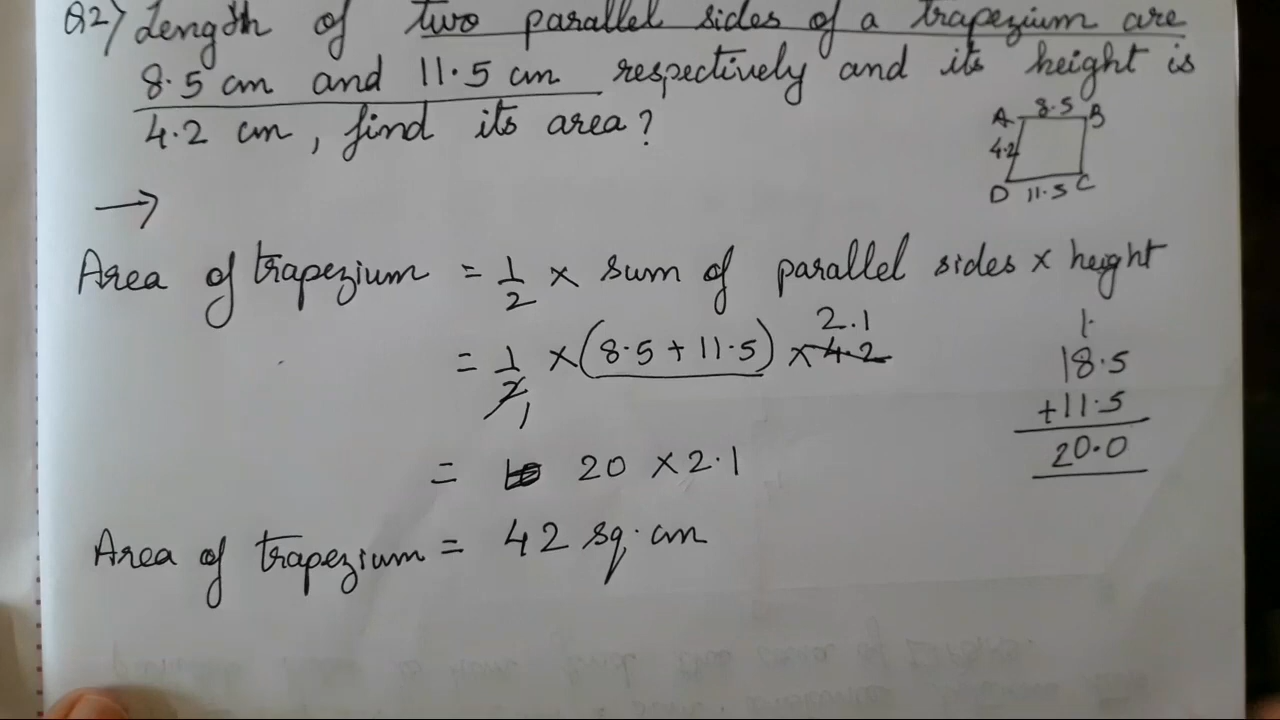 Q2) Length of two parallel sides of a trapezium are
8.5 cm and 11.5 cm respectively and its height is
4.2 cm, find its area?
A 8.5 B
4.2
D 11.5 C
→
Area of trapezium = 1/2 × sum of parallel sides × height
2.1
= 1/2 × (8.5 + 11.5) × 4.2
1
= 20 × 2.1
Area of trapezium = 42 sq. cm
1.
18.5
+11.5
20.0